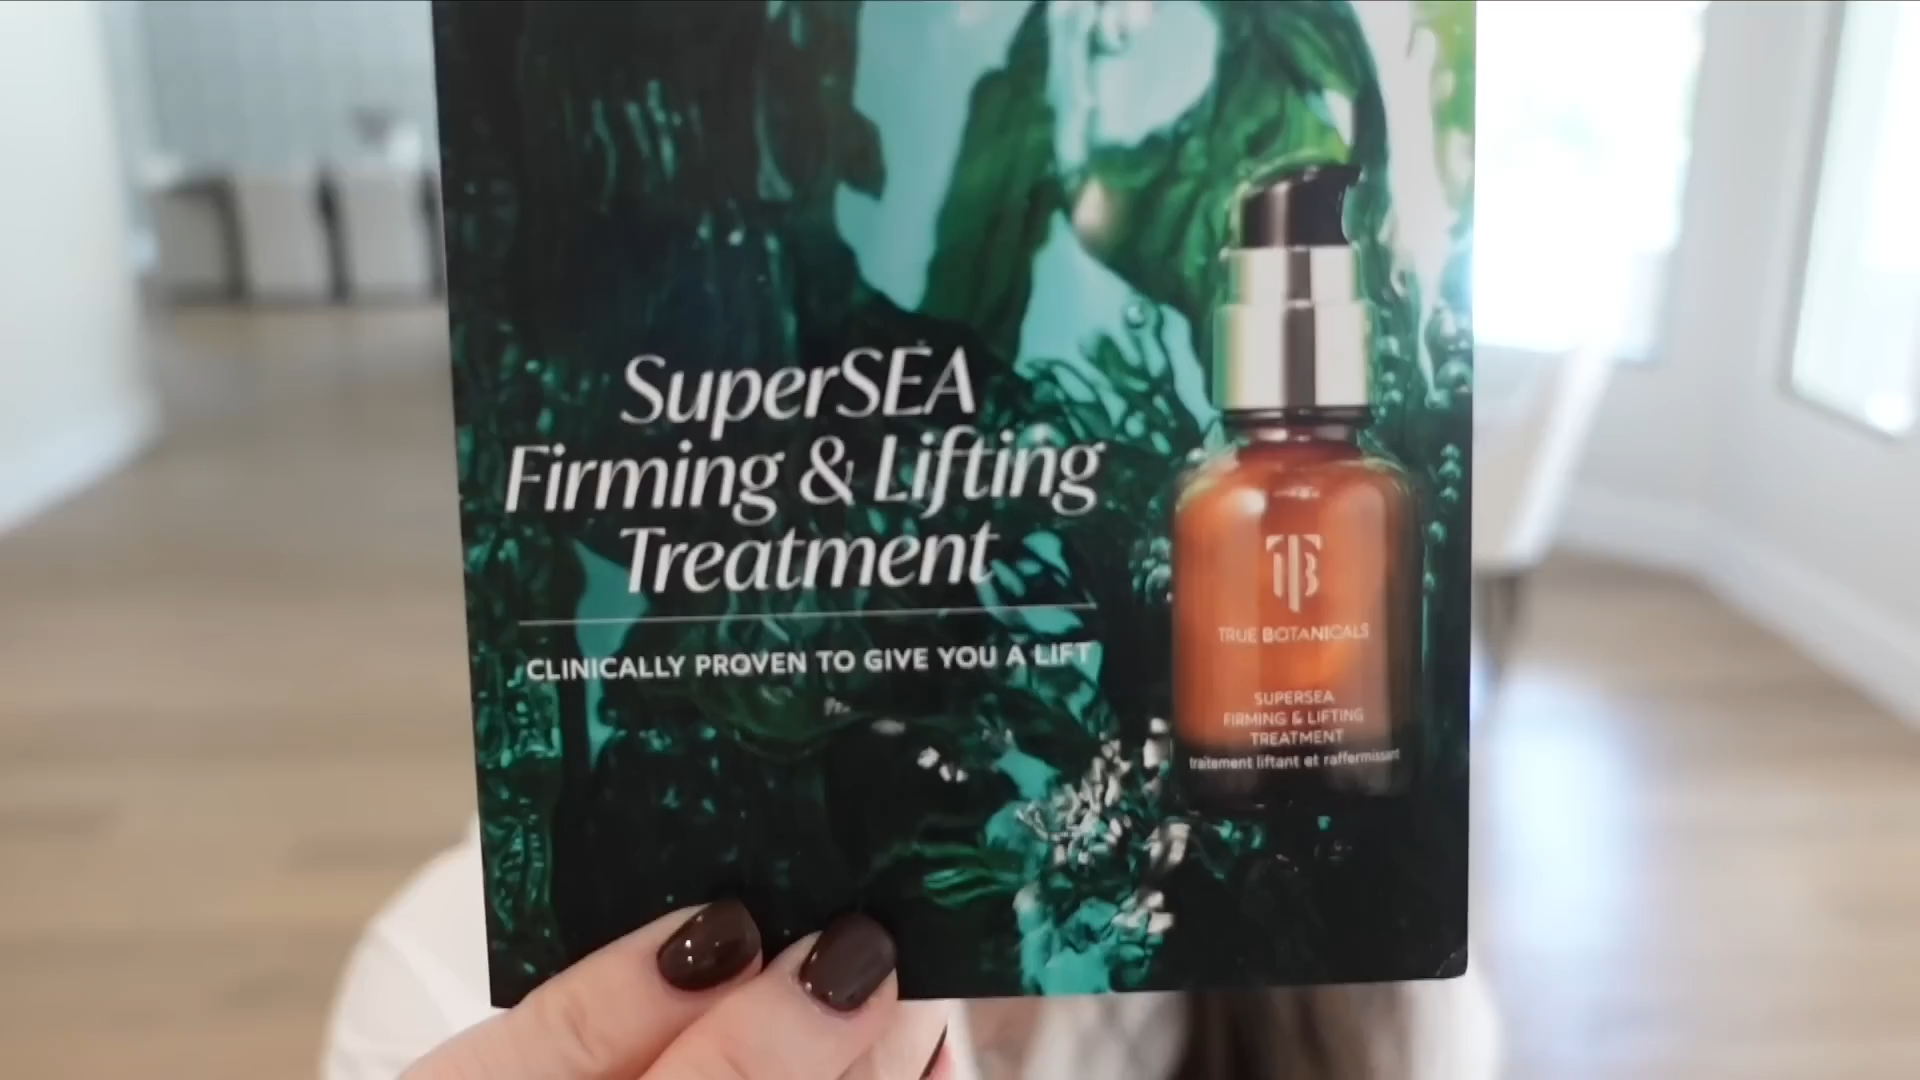 SuperSEA
Firming & Lifting
Treatment
CLINICALLY PROVEN TO GIVE YOU A LIFT
TB
TRUE BOTANICALS
SUPERSEA
FIRMING & LIFTING
TREATMENT
traitement liftant et raffermissant